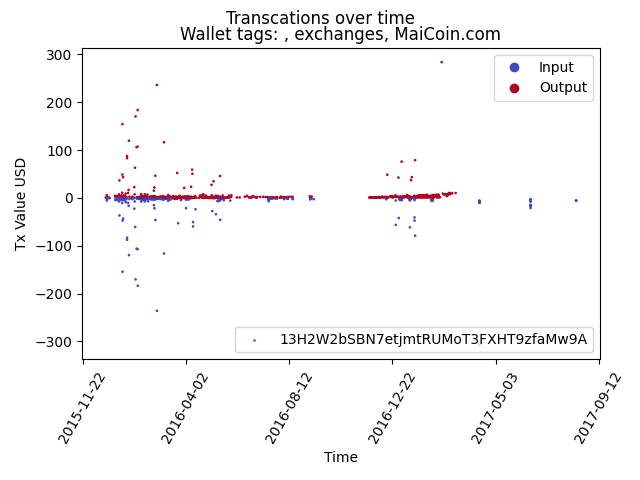 Transcations over time
Wallet tags: , exchanges, MaiCoin.com
Input
Output
300
200
100
0
−100
−200
−300
Tx Value USD
13H2W2bSBN7etjmtRUMoT3FXHT9zfaMw9A
2015-11-22
2016-04-02
2016-08-12
2016-12-22
2017-05-03
2017-09-12
Time